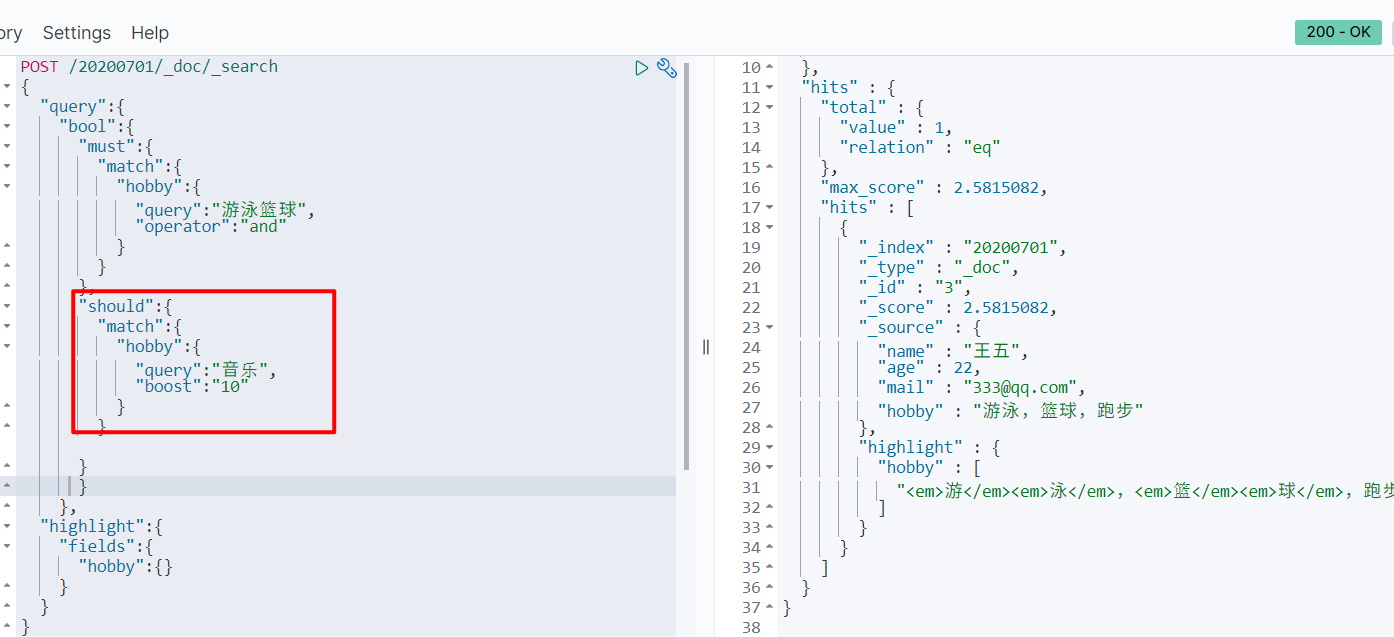 ory Settings Help
200 - OK
POST /20200701/_doc/_search
{
"query":{
"bool":{
"must":{
"match":{
"hobby":{
"query":"游泳篮球",
"operator":"and"
}
}
},
"should":{
"match":{
"hobby":{
"query":"音乐",
"boost":"10"
}
}
}
}
},
"highlight":{
"fields":{
"hobby":{}
}
}
}
10 },
11 "hits" : {
12 "total" : {
13 "value" : 1,
14 "relation" : "eq"
15 },
16 "max_score" : 2.5815082,
17 "hits" : [
18 {
19 "_index" : "20200701",
20 "_type" : "_doc",
21 "_id" : "3",
22 "_score" : 2.5815082,
23 "_source" : {
24 "name" : "王五",
25 "age" : 22,
26 "mail" : "333@qq.com",
27 "hobby" : "游泳, 篮球, 跑步"
28 },
29 "highlight" : {
30 "hobby" : [
31 "<em>游</em><em>泳</em>, <em>篮</em><em>球</em>, 跑步
32 ]
33 }
34 }
35 ]
36 }
37 }
38